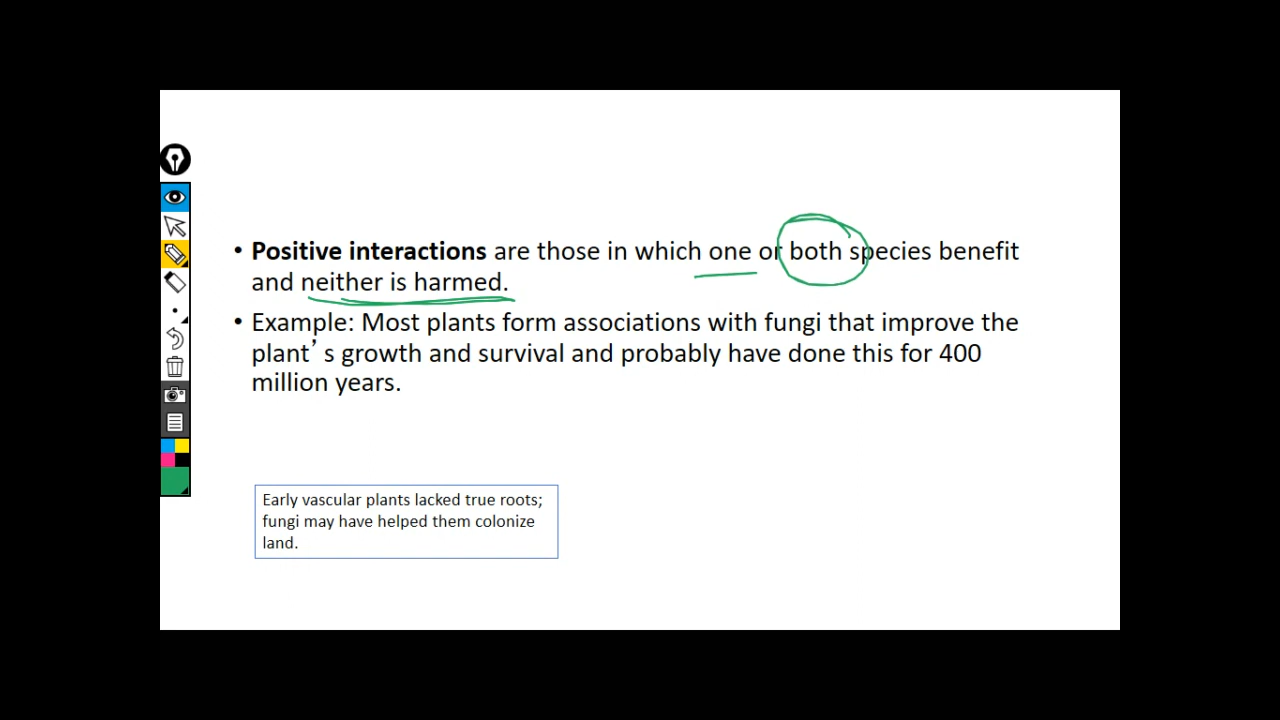 • Positive interactions are those in which one or both species benefit
and neither is harmed.
• Example: Most plants form associations with fungi that improve the
plant’s growth and survival and probably have done this for 400
million years.
Early vascular plants lacked true roots;
fungi may have helped them colonize
land.